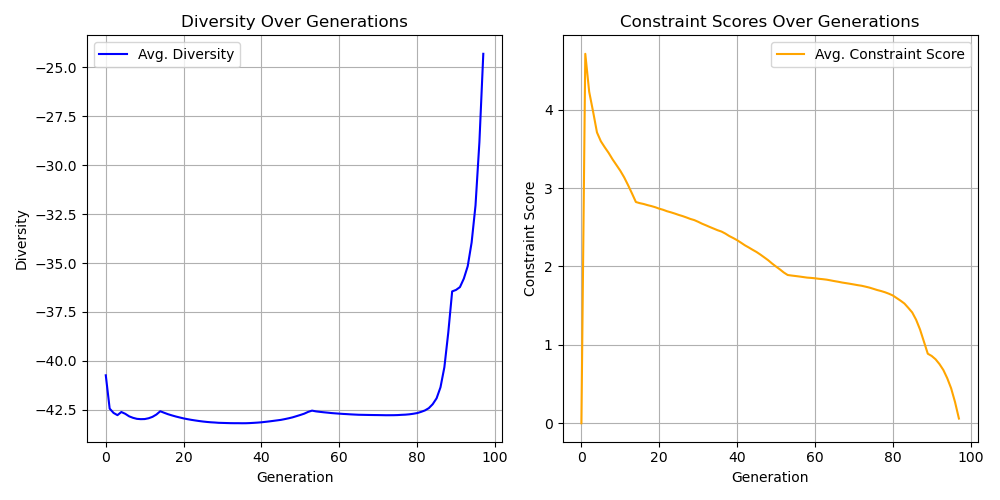 Diversity Over Generations
Avg. Diversity
−25.0
−27.5
−30.0
−32.5
−35.0
−37.5
−40.0
−42.5
Diversity
0 20 40 60 80 100
Generation
Constraint Scores Over Generations
Avg. Constraint Score
4
3
2
1
0
Constraint Score
0 20 40 60 80 100
Generation